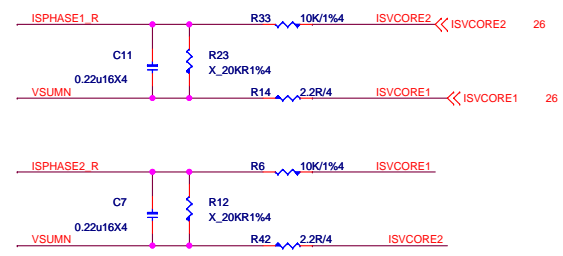 ISPHASE1_R R33 10K/1%4 ISVCORE2 ISVCORE2 26
C11 R23
0.22u16X4 X_20KR1%4
VSUMN R14 2.2R/4 ISVCORE1 ISVCORE1 26
ISPHASE2_R R6 10K/1%4 ISVCORE1
C7 R12
0.22u16X4 X_20KR1%4
VSUMN R42 2.2R/4 ISVCORE2